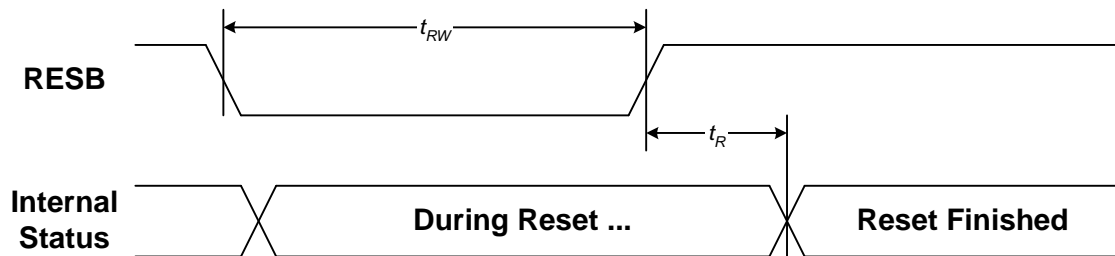 t_RW
RESB
t_R
Internal
Status
During Reset ...
Reset Finished